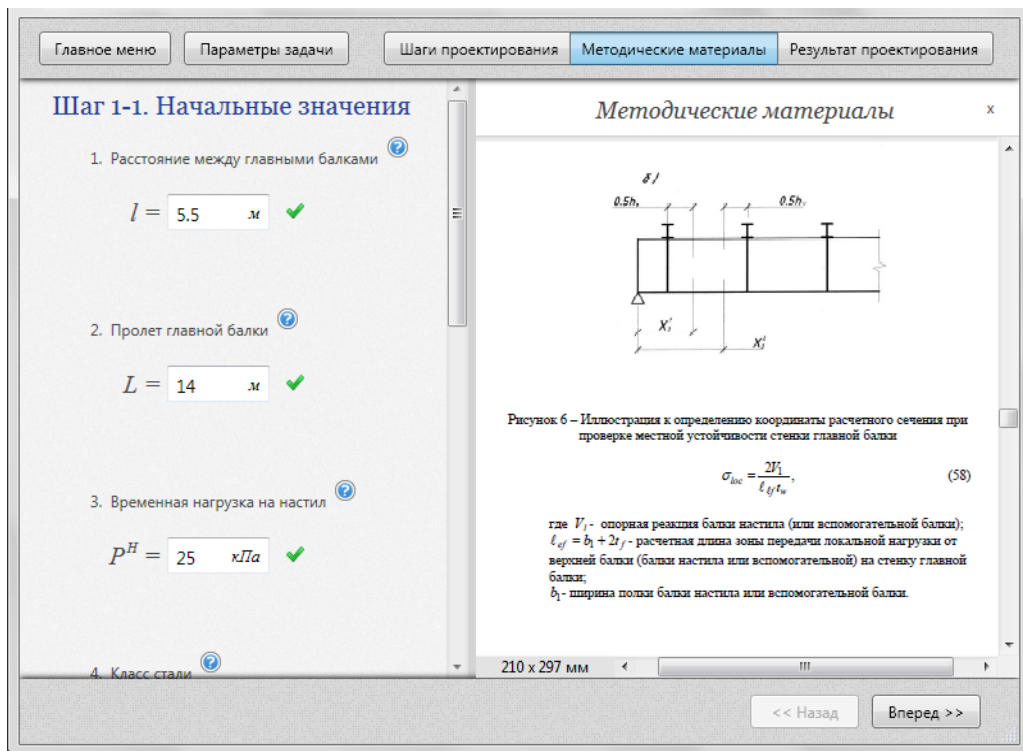 Главное меню
Параметры задачи
Шаги проектирования
Методические материалы
Результат проектирования
Шаг 1-1. Начальные значения
1. Расстояние между главными балками
l = 5.5 м
2. Пролет главной балки
L = 14 м
3. Временная нагрузка на настил
P^H = 25 кПа
4. Класс стали
Методические материалы
x
б)
0.5h 0.5h
Рисунок 6 – Иллюстрация к определению координаты расчетного сечения при
проверке местной устойчивости стенки главной балки
σ_loc = 2V_1 / ℓ_ef t_w, (58)
где V_1 - опорная реакция балки настила (или вспомогательной балки);
ℓ_ef = b_1 + 2t_f - расчетная длина зоны передачи локальной нагрузки от
верхней балки (балки настила или вспомогательной) на стенку главной
балки;
b_1 - ширина полки балки настила или вспомогательной балки.
210 x 297 мм
<< Назад
Вперед >>